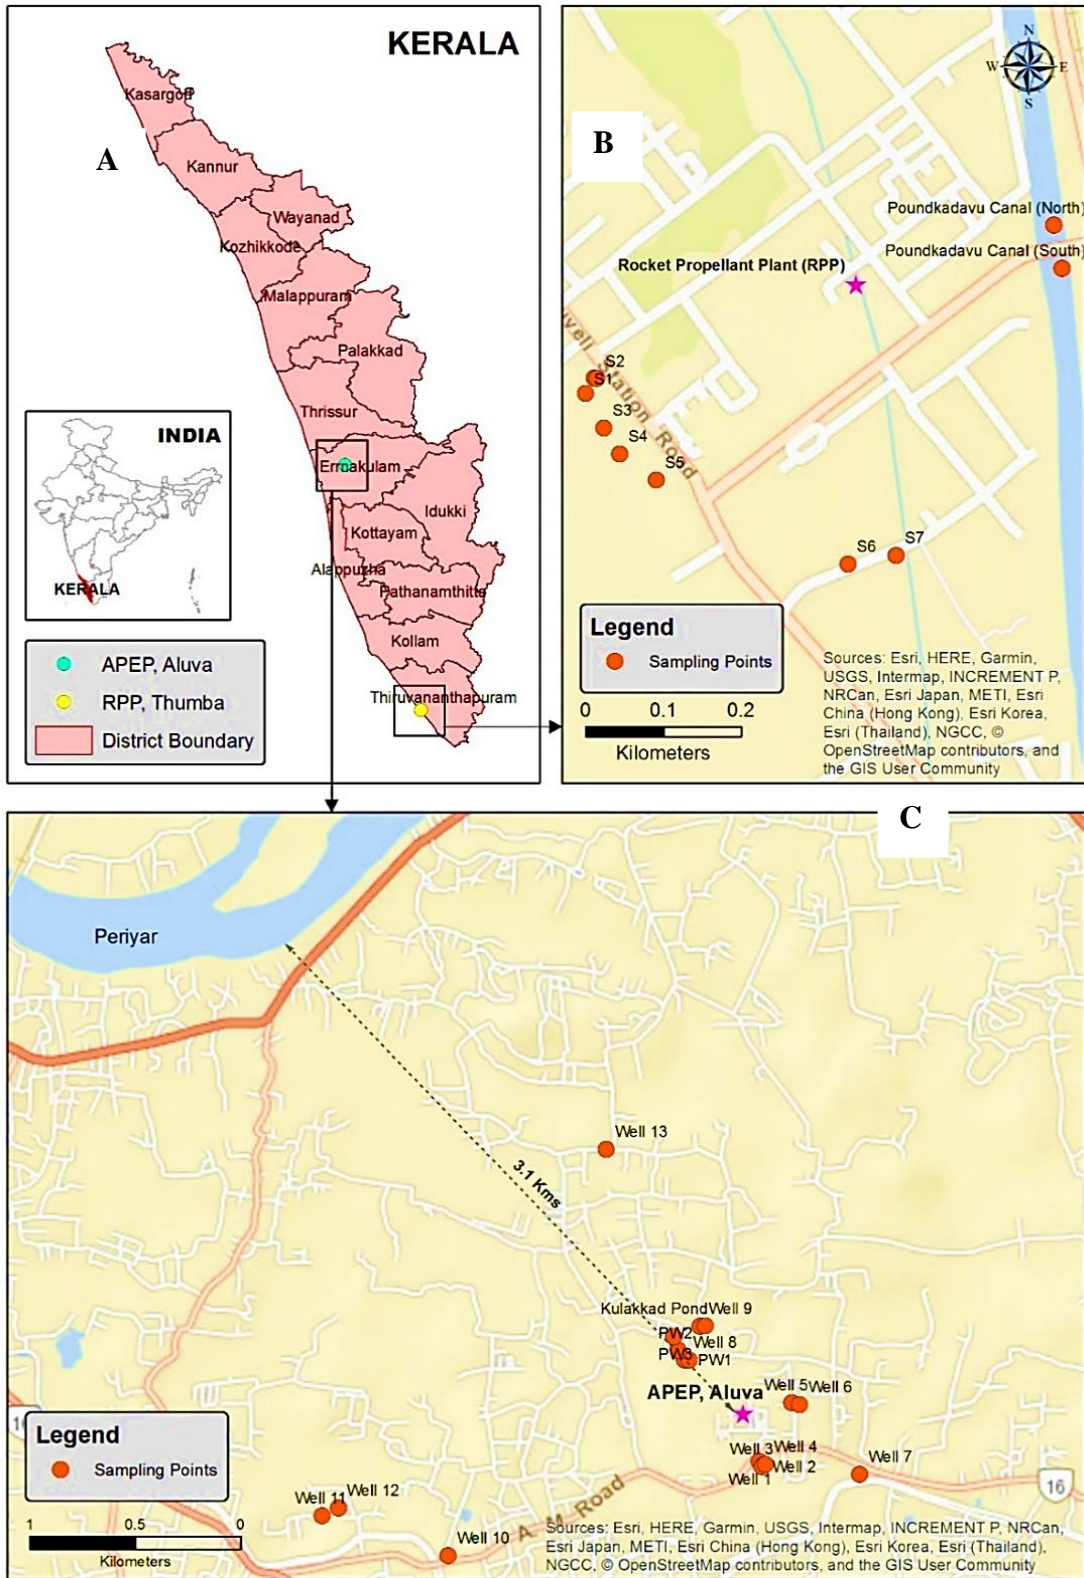 KERALA
A
Kasargod
Kannur
Wayanad
Kozhikkode
Malappuram
Palakkad
Thrissur
Ernakulam
Idukki
Kottayam
Alappuzha
Pathanamthitta
Kollam
Thiruvananthapuram
INDIA
KERALA
APEP, Aluva
RPP, Thumba
District Boundary
B
N
W E
S
Poundkadavu Canal (North)
Poundkadavu Canal (South)
Rocket Propellant Plant (RPP)
Station Road
S2
S1
S3
S4
S5
S6
S7
Legend
Sampling Points
0 0.1 0.2
Kilometers
Sources: Esri, HERE, Garmin,
USGS, Intermap, INCREMENT P,
NRCan, Esri Japan, METI, Esri
China (Hong Kong), Esri Korea,
Esri (Thailand), NGCC, ©
OpenStreetMap contributors, and
the GIS User Community
C
Periyar
3.1 Kms
Well 13
Kulakkad Pond
Well 9
PW2
Well 8
PW3
PW1
APEP, Aluva
Well 5
Well 6
Well 3
Well 4
Well 1
Well 2
Well 7
16
Legend
Sampling Points
Well 11
Well 12
Well 10
A. M. Road
16
1 0.5 0
Kilometers
Sources: Esri, HERE, Garmin, USGS, Intermap, INCREMENT P, NRCan,
Esri Japan, METI, Esri China (Hong Kong), Esri Korea, Esri (Thailand),
NGCC, © OpenStreetMap contributors, and the GIS User Community